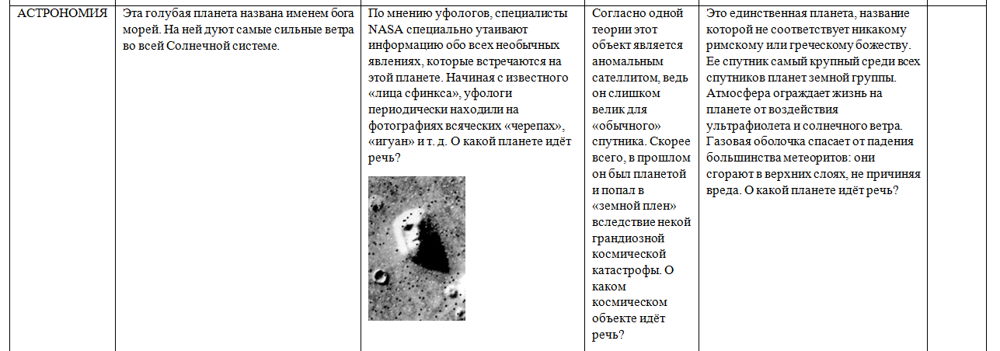 АСТРОНОМИЯ
Эта голубая планета названа именем бога
морей. На ней дуют самые сильные ветра
во всей Солнечной системе.
По мнению уфологов, специалисты
NASA специально утаивают
информацию обо всех необычных
явлениях, которые встречаются на
этой планете. Начиная с известного
«лица сфинкса», уфологи
периодически находили на
фотографиях всяческих «черепах»,
«игуан» и т. д. О какой планете идёт
речь?
Согласно одной
теории этот
объект является
аномальным
сателлитом, ведь
он слишком
велик для
«обычного»
спутника. Скорее
всего, в прошлом
он был планетой
и попал в
«земной плен»
вследствие некой
грандиозной
космической
катастрофы. О
каком
космическом
объекте идёт
речь?
Это единственная планета, название
которой не соответствует никакому
римскому или греческому божеству.
Ее спутник самый крупный среди всех
спутников планет земной группы.
Атмосфера ограждает жизнь на
планете от воздействия
ультрафиолета и солнечного ветра.
Газовая оболочка спасает от падения
большинства метеоритов: они
сгорают в верхних слоях, не причиняя
вреда. О какой планете идёт речь?